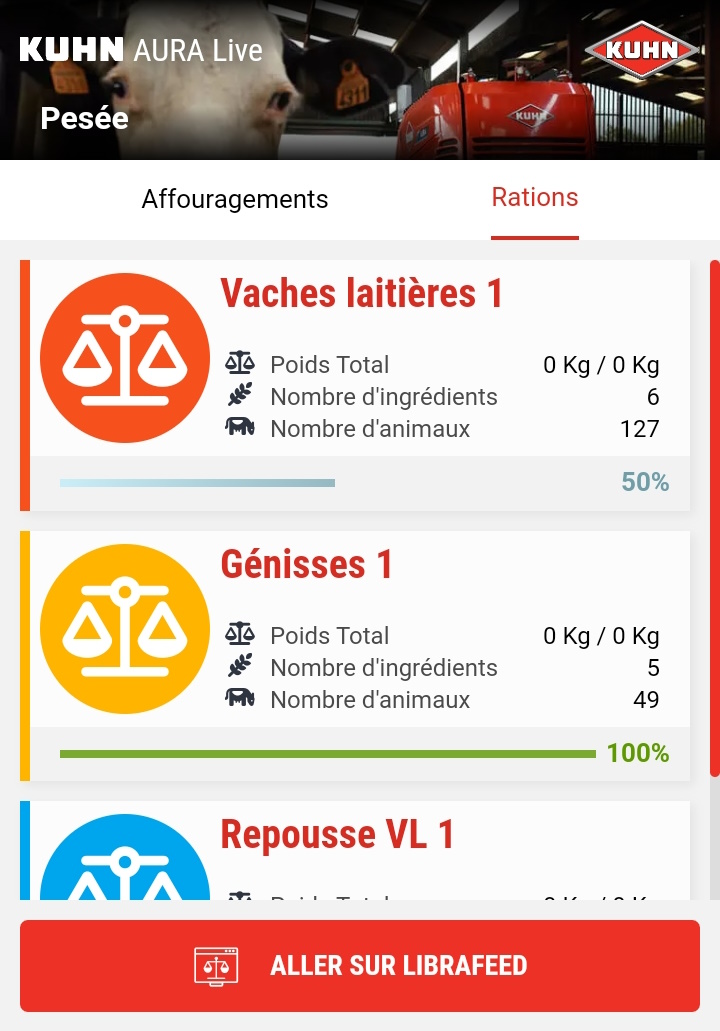 KUHN AURA Live
KUHN
Pesée
KUHN
Affouragements
Rations
Vaches laitières 1
Poids Total 0 Kg / 0 Kg
Nombre d'ingrédients 6
Nombre d'animaux 127
50%
Génisses 1
Poids Total 0 Kg / 0 Kg
Nombre d'ingrédients 5
Nombre d'animaux 49
100%
Repousse VL 1
ALLER SUR LIBRAFEED